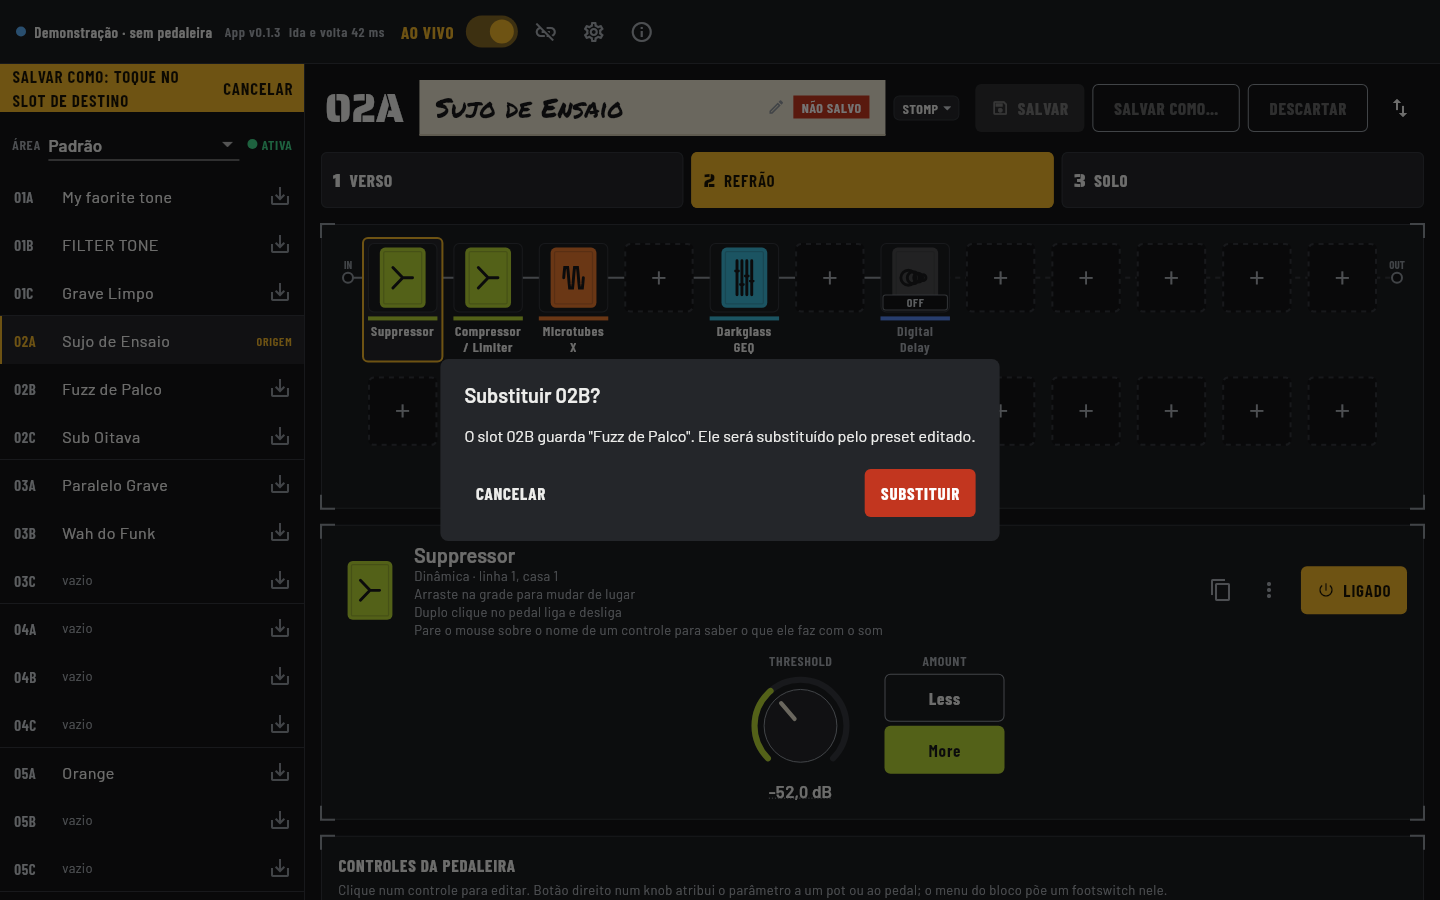 Demonstração · sem pedaleira App v0.1.3 Ida e volta 42 ms AO VIVO
SALVAR COMO: TOQUE NO
SLOT DE DESTINO
CANCELAR
ÁREA Padrão ATIVA
01A My faorite tone
01B FILTER TONE
01C Grave Limpo
02A Sujo de Ensaio ORIGEM
02B Fuzz de Palco
02C Sub Oitava
03A Paralelo Grave
03B Wah do Funk
03C vazio
04A vazio
04B vazio
04C vazio
05A Orange
05B vazio
05C vazio
02A Sujo de Ensaio NÃO SALVO STOMP SALVAR SALVAR COMO... DESCARTAR
1 VERSO
2 REFRÃO
3 SOLO
IN
OUT
OFF
Suppressor
Compressor
/ Limiter
Microtubes
X
Darkglass
GEQ
Digital
Delay
Substituir 02B?
O slot 02B guarda "Fuzz de Palco". Ele será substituído pelo preset editado.
CANCELAR
SUBSTITUIR
Suppressor
Dinâmica · linha 1, casa 1
Arraste na grade para mudar de lugar
Duplo clique no pedal liga e desliga
Pare o mouse sobre o nome de um controle para saber o que ele faz com o som
LIGADO
THRESHOLD
-52,0 dB
AMOUNT
Less
More
CONTROLES DA PEDALEIRA
Clique num controle para editar. Botão direito num knob atribui o parâmetro a um pot ou ao pedal; o menu do bloco põe um footswitch nele.